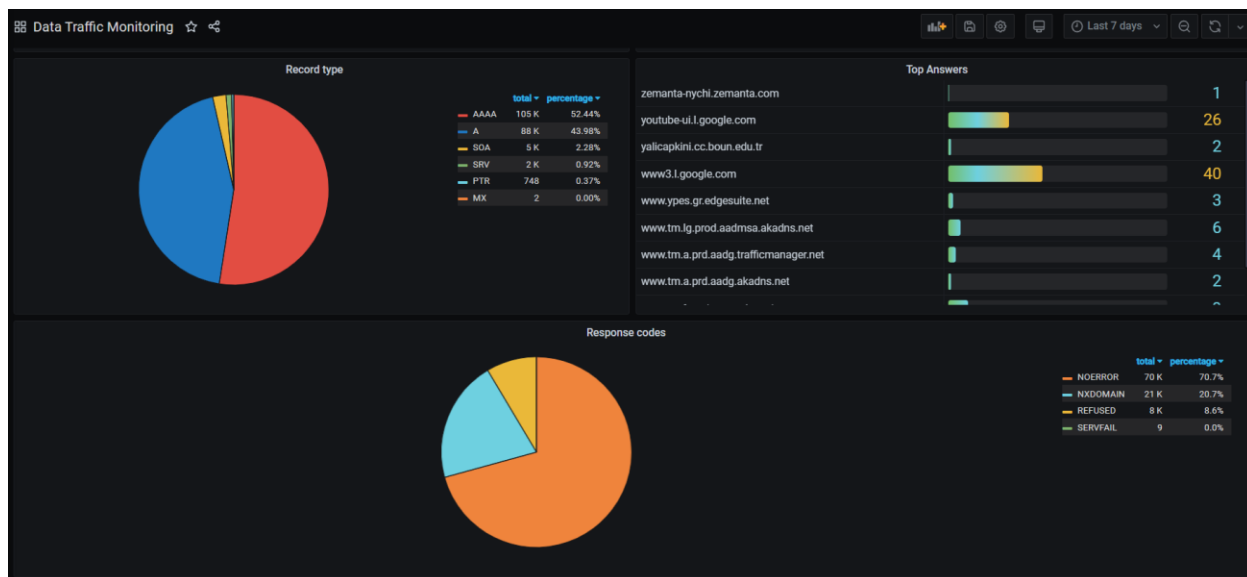 Data Traffic Monitoring
Last 7 days
Record type
total percentage
AAAA 105 K 52.44%
A 88 K 43.98%
SOA 5 K 2.28%
SRV 2 K 0.92%
PTR 748 0.37%
MX 2 0.00%
Top Answers
zemanta-nychi.zemanta.com 1
youtube-ui.l.google.com 26
yalicapkini.cc.boun.edu.tr 2
www3.l.google.com 40
www.ypes.gr.edgesuite.net 3
www.tm.lg.prod.aadmsa.akadns.net 6
www.tm.a.prd.aadg.trafficmanager.net 4
www.tm.a.prd.aadg.akadns.net 2
Response codes
total percentage
NOERROR 70 K 70.7%
NXDOMAIN 21 K 20.7%
REFUSED 8 K 8.6%
SERVFAIL 9 0.0%